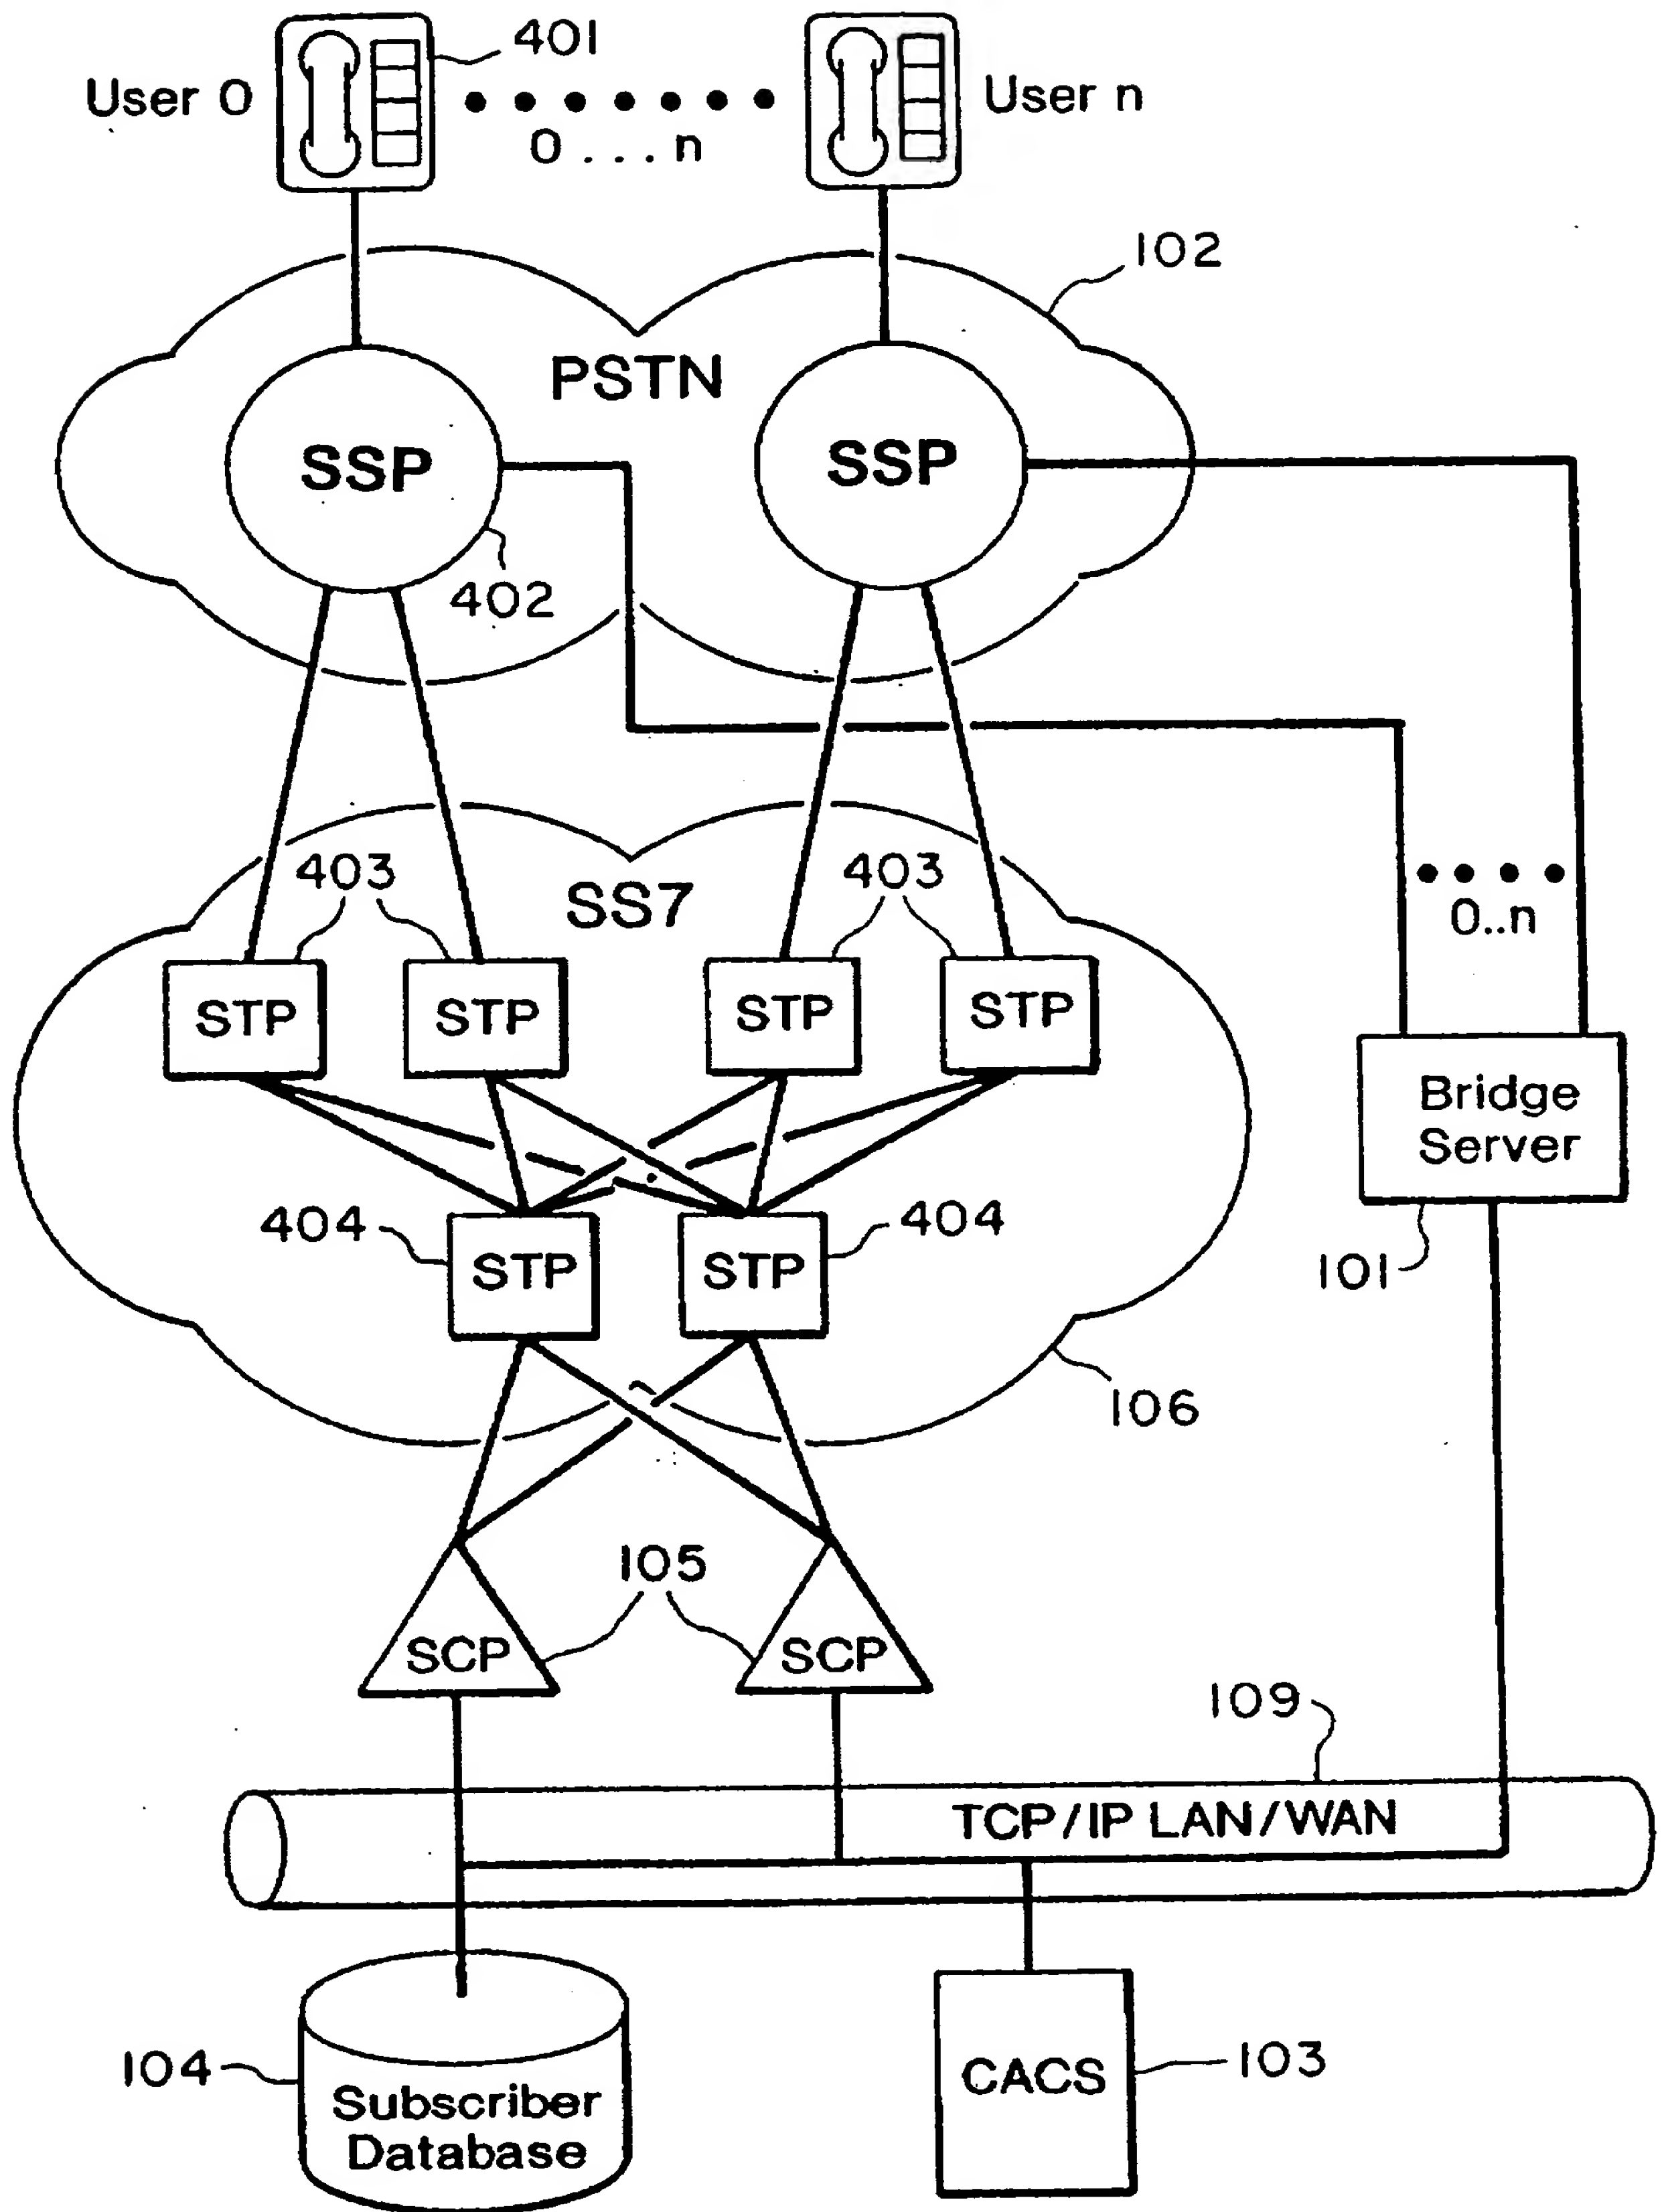 401
User 0
User n
0 . . . n
102
PSTN
SSP
SSP
402
403
403
SS7
0..n
STP
STP
STP
STP
Bridge
Server
404
404
STP
STP
101
106
105
SCP
SCP
109
TCP/IP LAN/WAN
104
Subscriber
Database
CACS
103